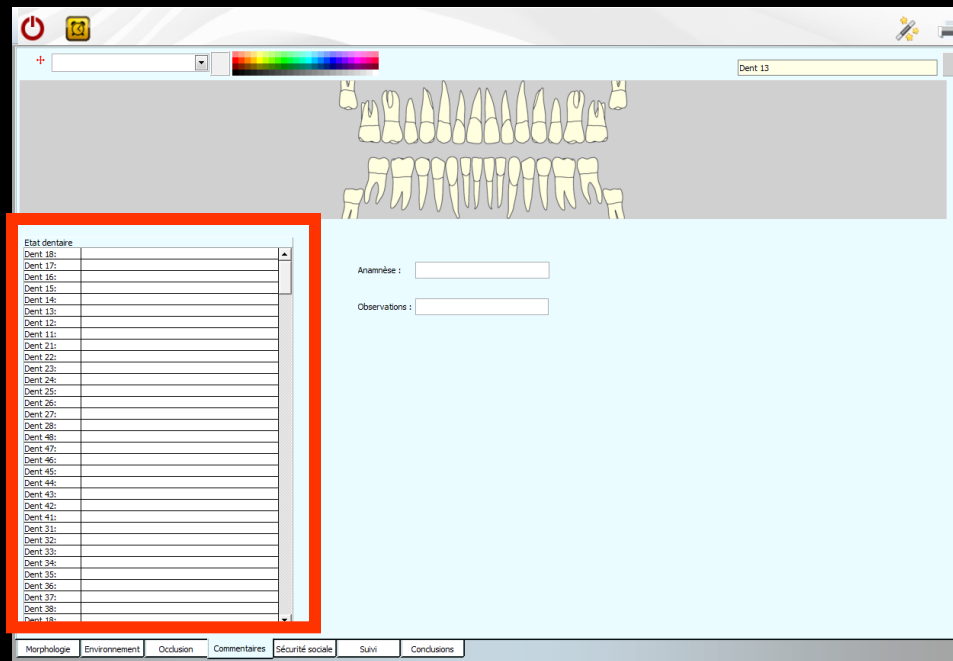 Dent 13
Etat dentaire
Dent 18:
Dent 17:
Dent 16:
Dent 15:
Dent 14:
Dent 13:
Dent 12:
Dent 11:
Dent 21:
Dent 22:
Dent 23:
Dent 24:
Dent 25:
Dent 26:
Dent 27:
Dent 28:
Dent 48:
Dent 47:
Dent 46:
Dent 45:
Dent 44:
Dent 43:
Dent 42:
Dent 41:
Dent 31:
Dent 32:
Dent 33:
Dent 34:
Dent 35:
Dent 36:
Dent 37:
Dent 38:
Dent 18:
Anamnèse :
Observations :
Morphologie Environnement Occlusion Commentaires Sécurité sociale Suivi Conclusions